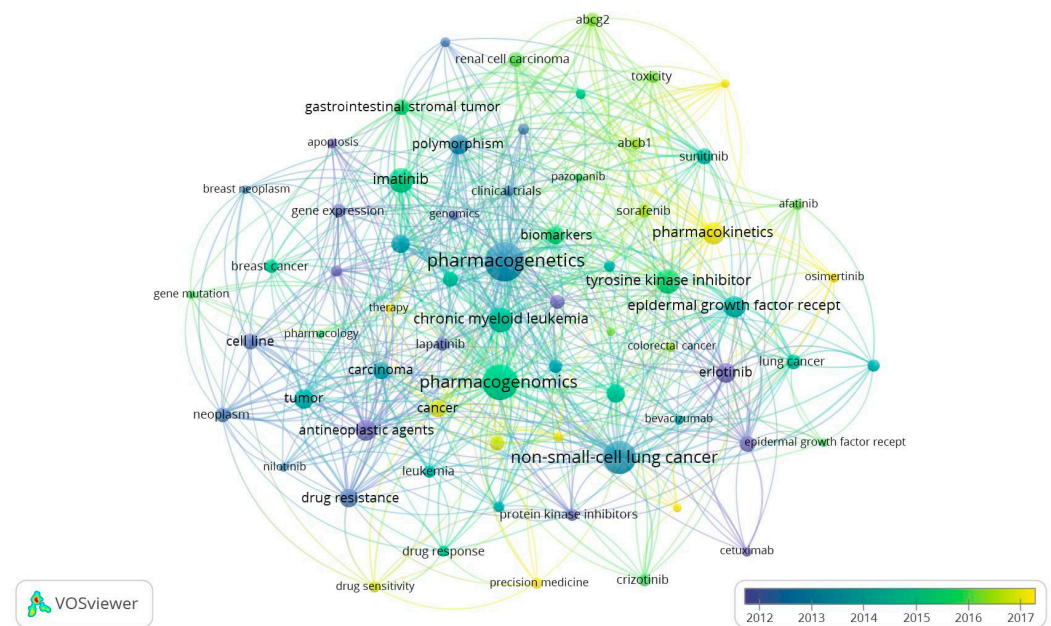 abcg2
renal cell carcinoma
toxicity
gastrointestinal stromal tumor
apoptosis
polymorphism
abcb1
sunitinib
imatinib
pazopanib
breast neoplasm
clinical trials
gene expression
genomics
sorafenib
afatinib
biomarkers
pharmacokinetics
pharmacogenetics
breast cancer
tyrosine kinase inhibitor
osimertinib
gene mutation
therapy
epidermal growth factor recept
chronic myeloid leukemia
pharmacology
cell line
lapatinib
colorectal cancer
carcinoma
erlotinib
lung cancer
pharmacogenomics
tumor
cancer
neoplasm
bevacizumab
antineoplastic agents
epidermal growth factor recept
non-small-cell lung cancer
nilotinib
leukemia
drug resistance
protein kinase inhibitors
drug response
cetuximab
drug sensitivity
precision medicine
crizotinib
VOSviewer
2012 2013 2014 2015 2016 2017